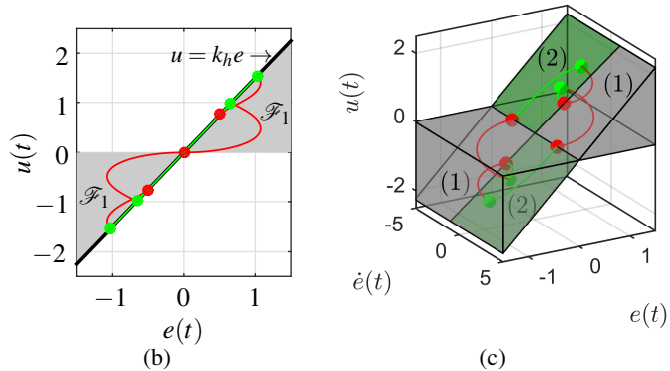 2
1
0
−1
−2
u(t)
u = k_h e →
ℱ₁
ℱ₁
−1
0
1
e(t)
(b)
2
0
-2
u(t)
(2)
(1)
(1)
(2)
-5
0
5
ė(t)
-1
0
1
e(t)
(c)